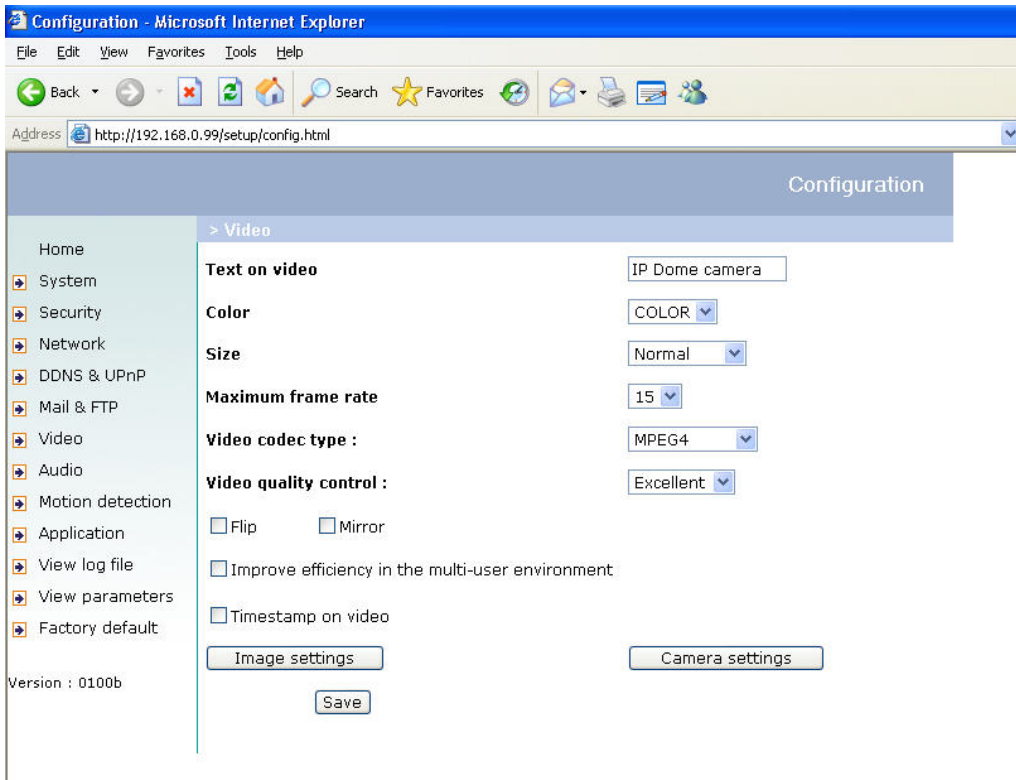 Configuration - Microsoft Internet Explorer
File Edit View Favorites Tools Help
Back Search Favorites
Address http://192.168.0.99/setup/config.html
Configuration
> Video
Home
System
Security
Network
DDNS & UPnP
Mail & FTP
Video
Audio
Motion detection
Application
View log file
View parameters
Factory default
Version : 0100b
Text on video IP Dome camera
Color COLOR
Size Normal
Maximum frame rate 15
Video codec type : MPEG4
Video quality control : Excellent
Flip Mirror
Improve efficiency in the multi-user environment
Timestamp on video
Image settings Camera settings
Save